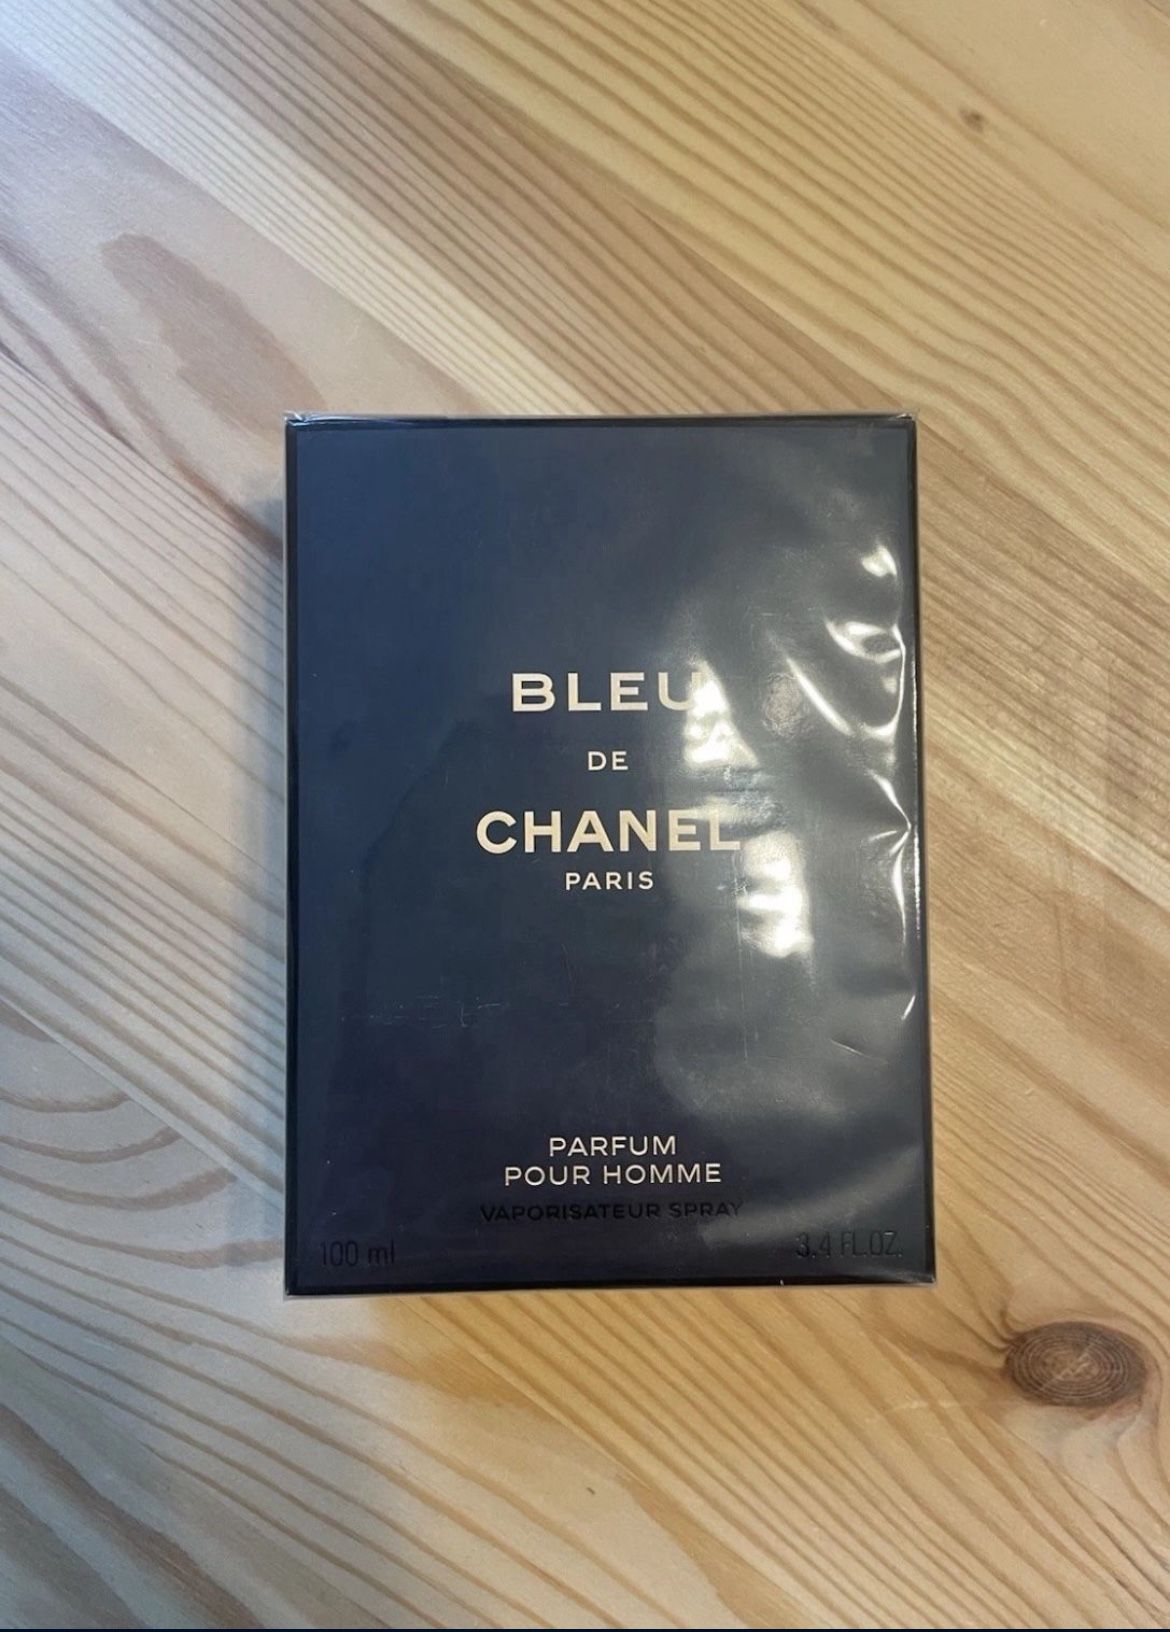 BLEU
DE
CHANEL
PARIS
PARFUM
POUR HOMME
VAPORISATEUR SPRAY
100 ml
3.4 FL.OZ.